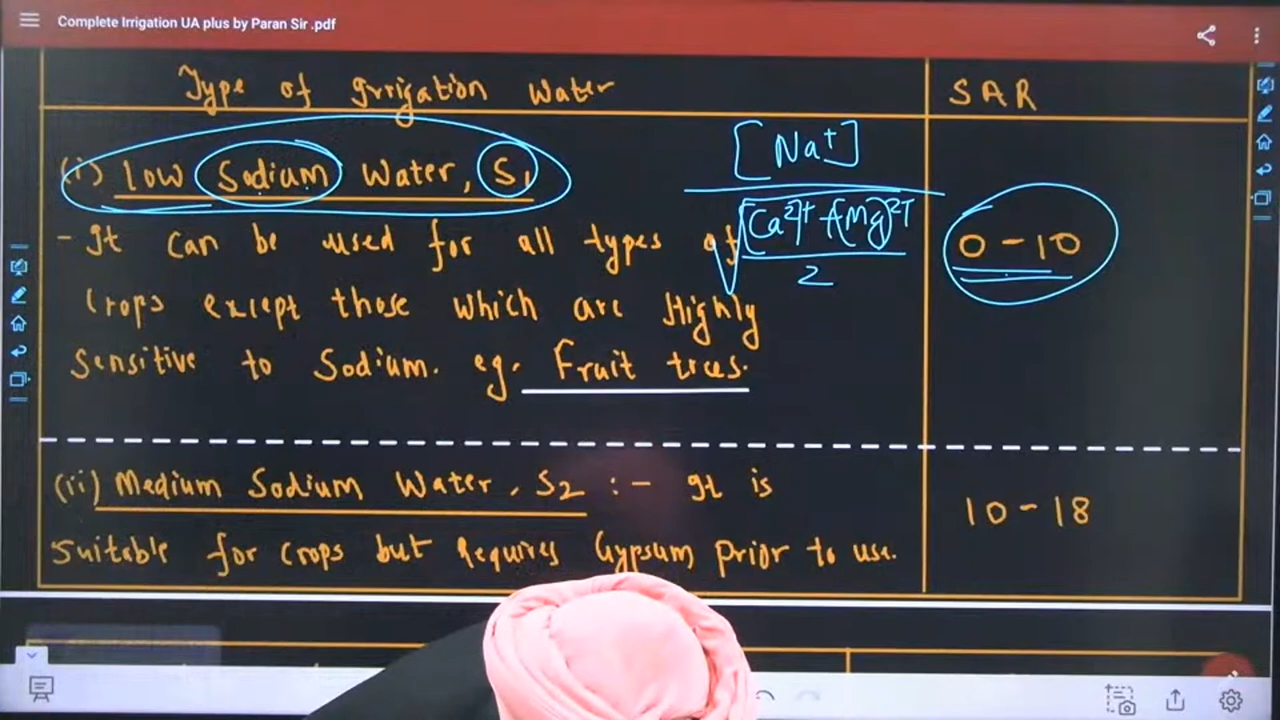 Complete Irrigation UA plus by Paran Sir .pdf
Type of Irrigation Water
SAR
(i) Low Sodium Water, S1
[Na+]
[Ca2]+ +[Mg]2+
2
0 - 10
- It can be used for all types of
crops except those which are Highly
Sensitive to Sodium. eg. Fruit trees.
(ii) Medium Sodium Water, S2 :- It is
Suitable for crops but Requires Gypsum prior to use.
10 - 18